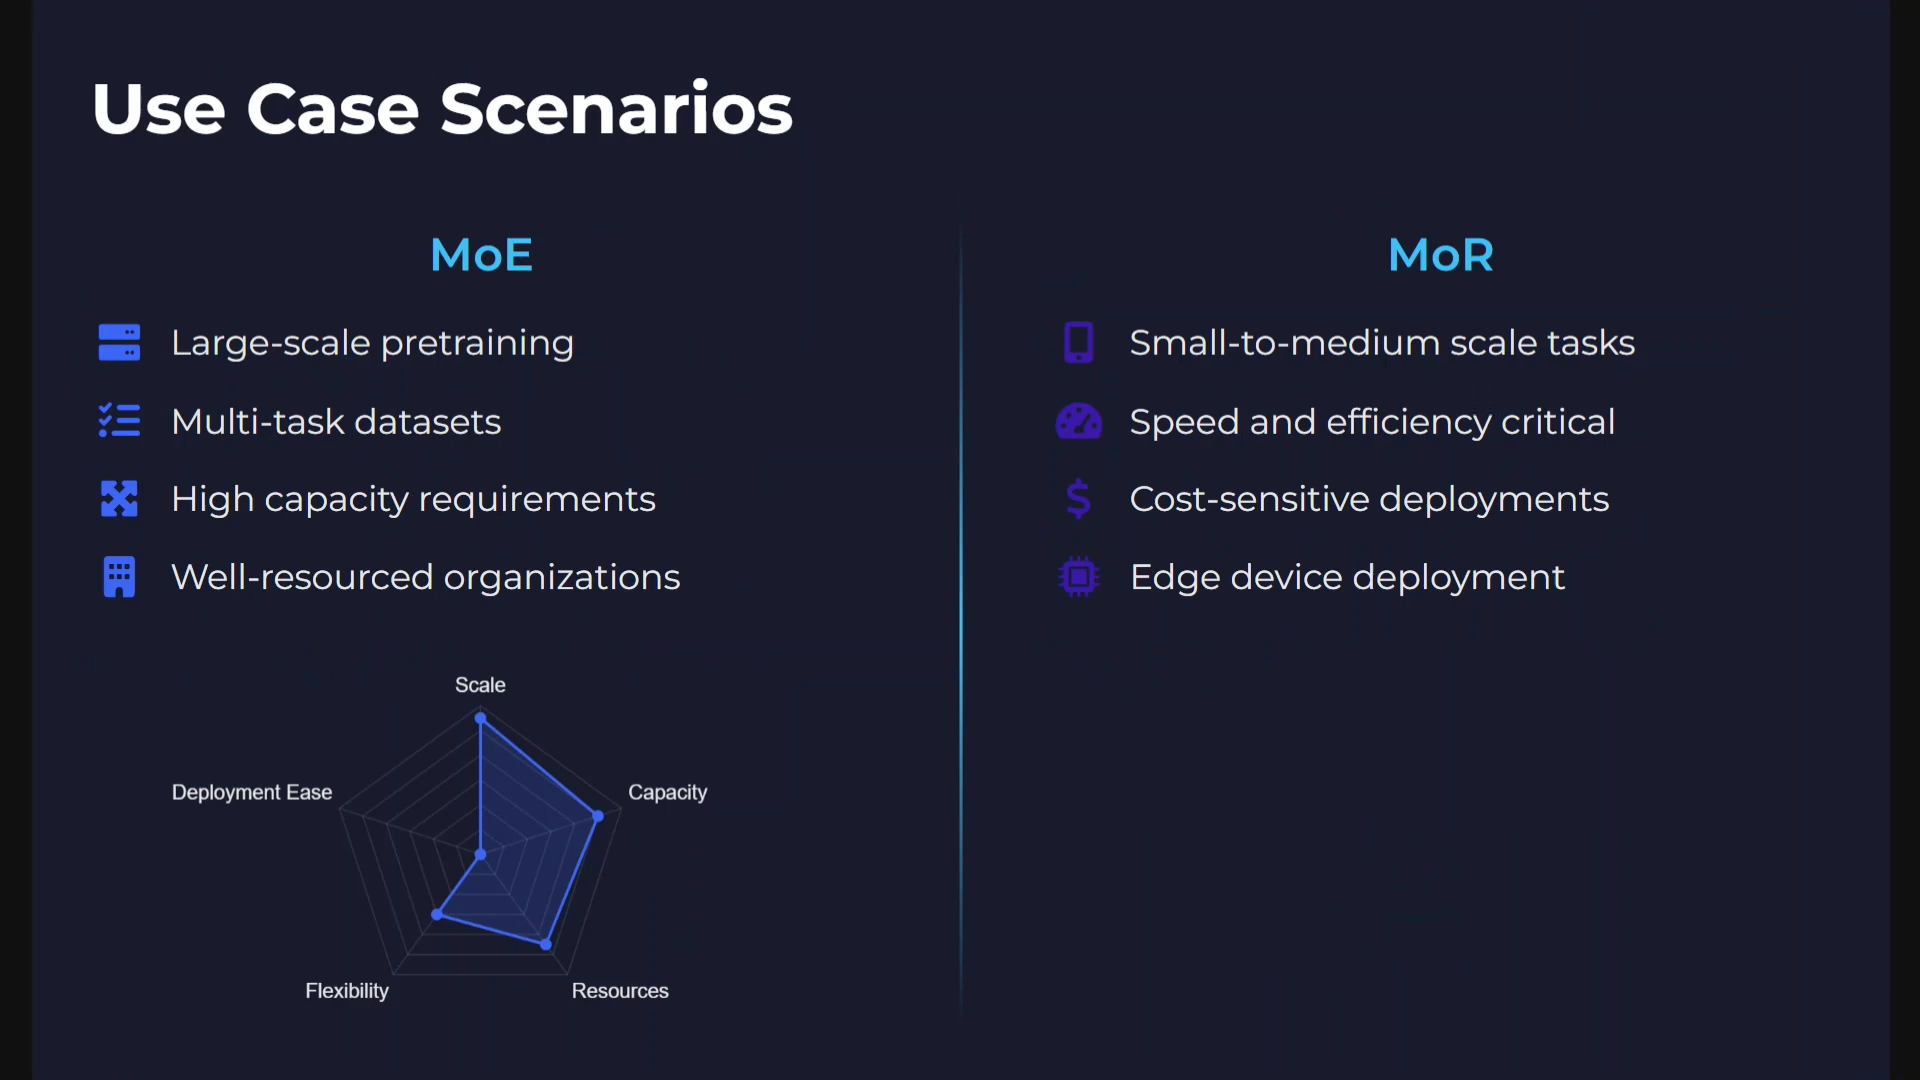 Use Case Scenarios
MoE
Large-scale pretraining
Multi-task datasets
High capacity requirements
Well-resourced organizations
Scale
Deployment Ease
Capacity
Flexibility
Resources
MoR
Small-to-medium scale tasks
Speed and efficiency critical
Cost-sensitive deployments
Edge device deployment